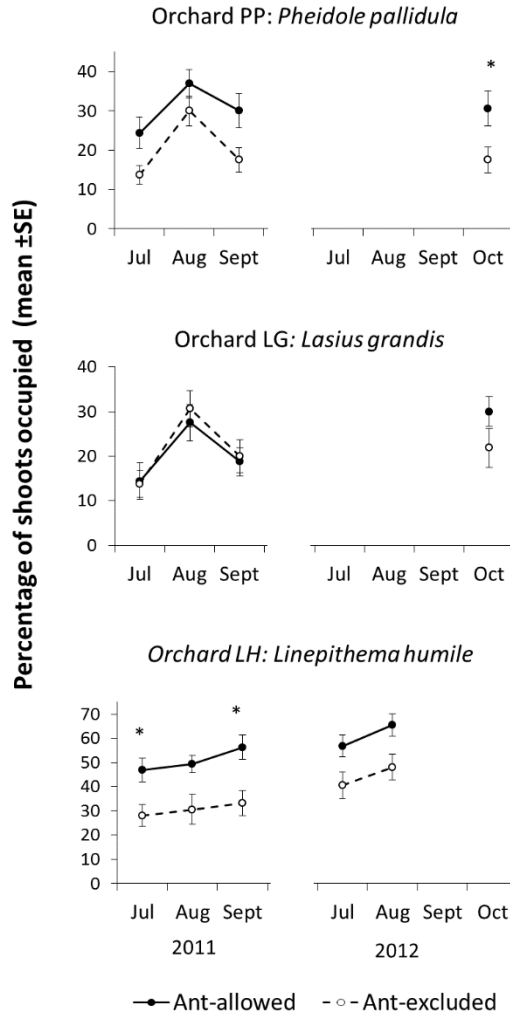 Orchard PP: Pheidole pallidula
Percentage of shoots occupied (mean ±SE)
40
30
20
10
0
*
Jul Aug Sept Jul Aug Sept Oct
Orchard LG: Lasius grandis
40
30
20
10
0
Jul Aug Sept Jul Aug Sept Oct
Orchard LH: Linepithema humile
70
60
50
40
30
20
10
0
* *
Jul Aug Sept Jul Aug Sept Oct
2011 2012
Ant-allowed Ant-excluded